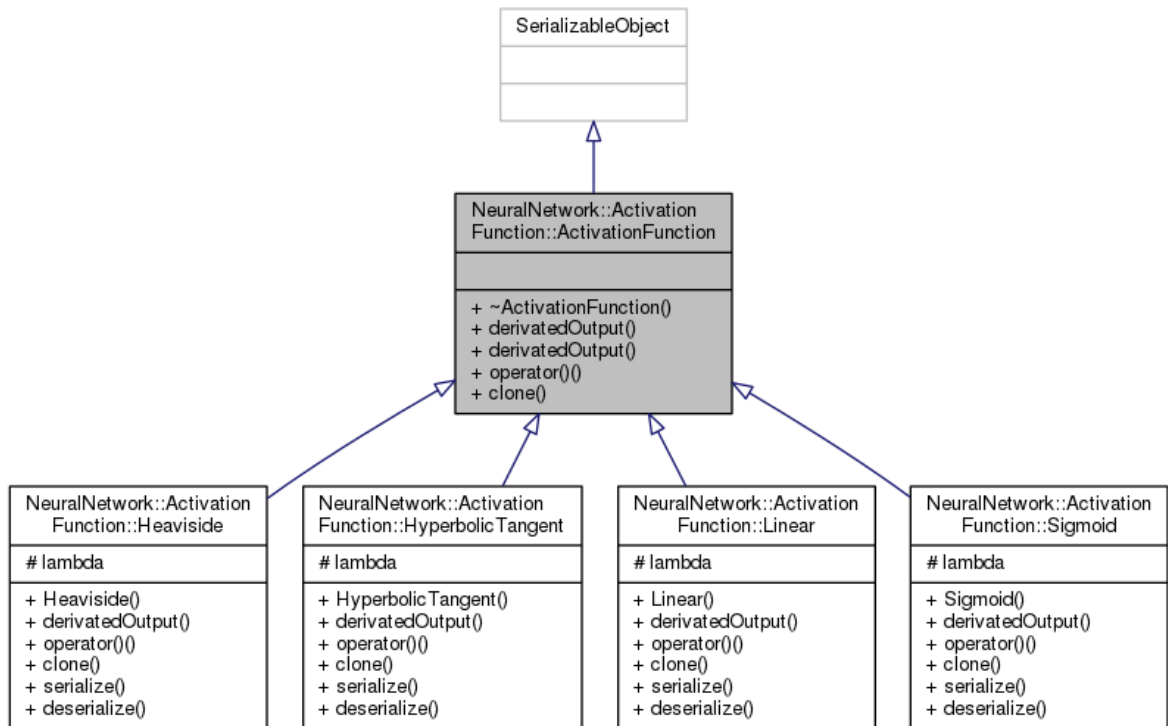 SerializableObject
NeuralNetwork::Activation
Function::ActivationFunction
+ ~ActivationFunction()
+ derivatedOutput()
+ derivatedOutput()
+ operator()()
+ clone()
NeuralNetwork::Activation
Function::Heaviside
# lambda
+ Heaviside()
+ derivatedOutput()
+ operator()()
+ clone()
+ serialize()
+ deserialize()
NeuralNetwork::Activation
Function::HyperbolicTangent
# lambda
+ HyperbolicTangent()
+ derivatedOutput()
+ operator()()
+ clone()
+ serialize()
+ deserialize()
NeuralNetwork::Activation
Function::Linear
# lambda
+ Linear()
+ derivatedOutput()
+ operator()()
+ clone()
+ serialize()
+ deserialize()
NeuralNetwork::Activation
Function::Sigmoid
# lambda
+ Sigmoid()
+ derivatedOutput()
+ operator()()
+ clone()
+ serialize()
+ deserialize()